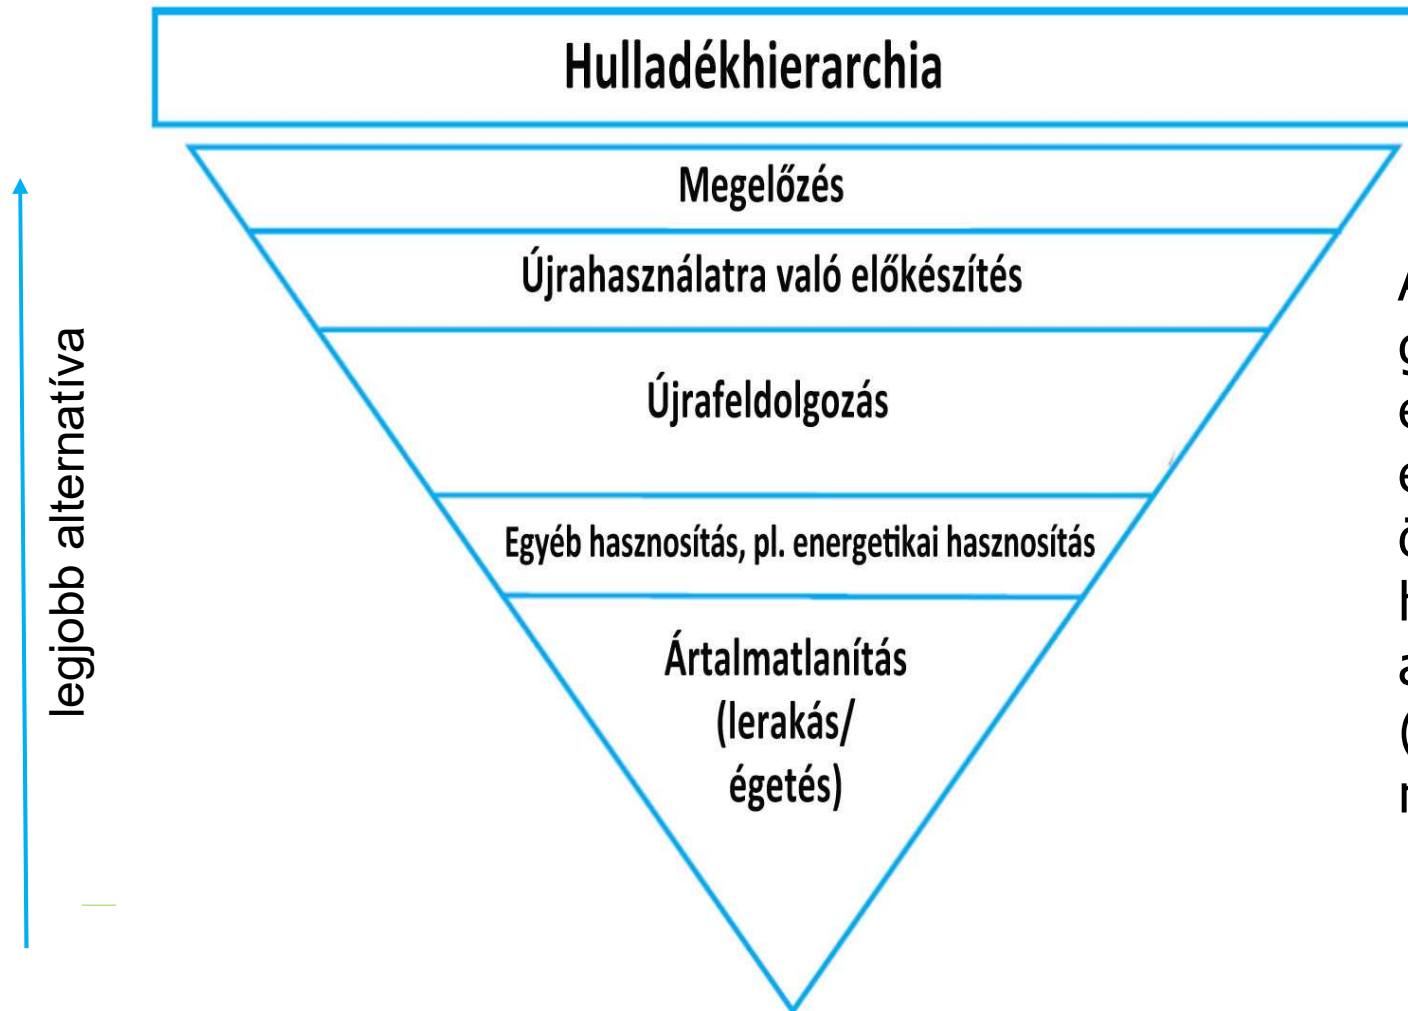 Hulladékhierarchia
Megelőzés
Újrahasználatra való előkészítés
Újrafeldolgozás
Egyéb hasznosítás, pl. energetikai hasznosítás
Ártalmatlanítás
(lerakás/
égetés)
legjobb alternatíva